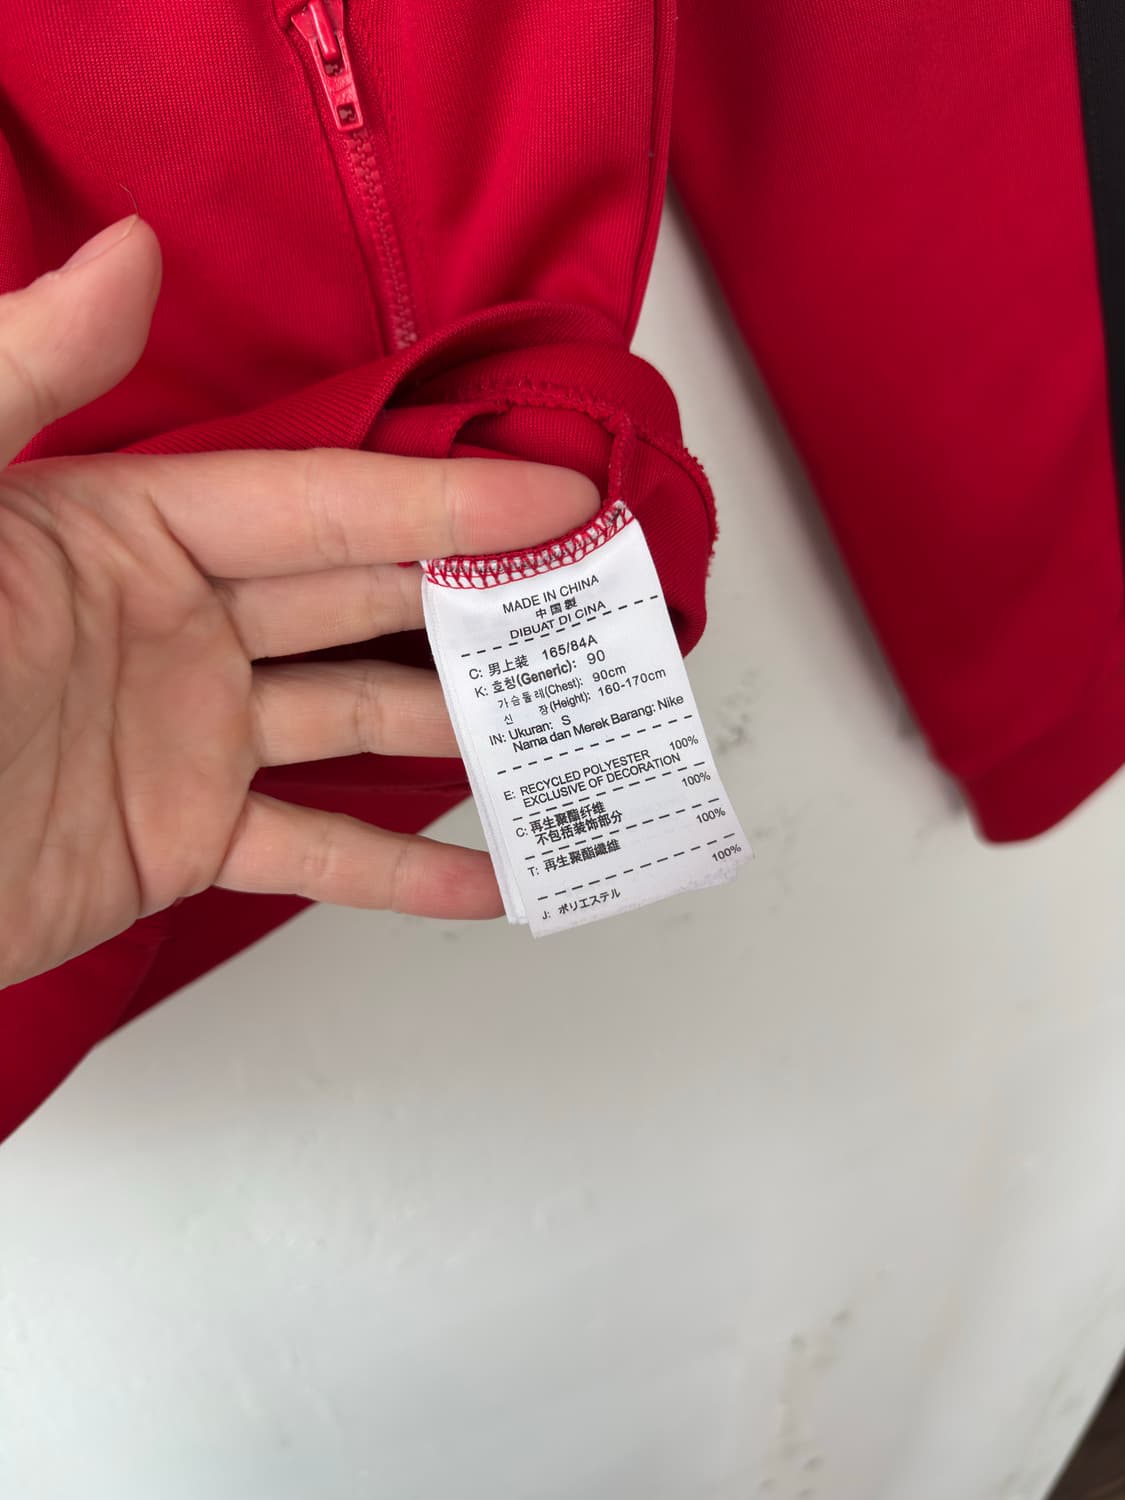 MADE IN CHINA
中国製
DIBUAT DI CINA
C: 男上装 165/84A
K: 호칭(Generic): 90
가슴둘레(Chest): 90cm
신 장(Height): 160-170cm
IN: Ukuran: S
Nama dan Merek Barang: Nike
E: RECYCLED POLYESTER 100%
EXCLUSIVE OF DECORATION
C: 再生聚酯纤维 100%
不包括装饰部分
T: 再生聚酯纖維 100%
J: ポリエステル 100%